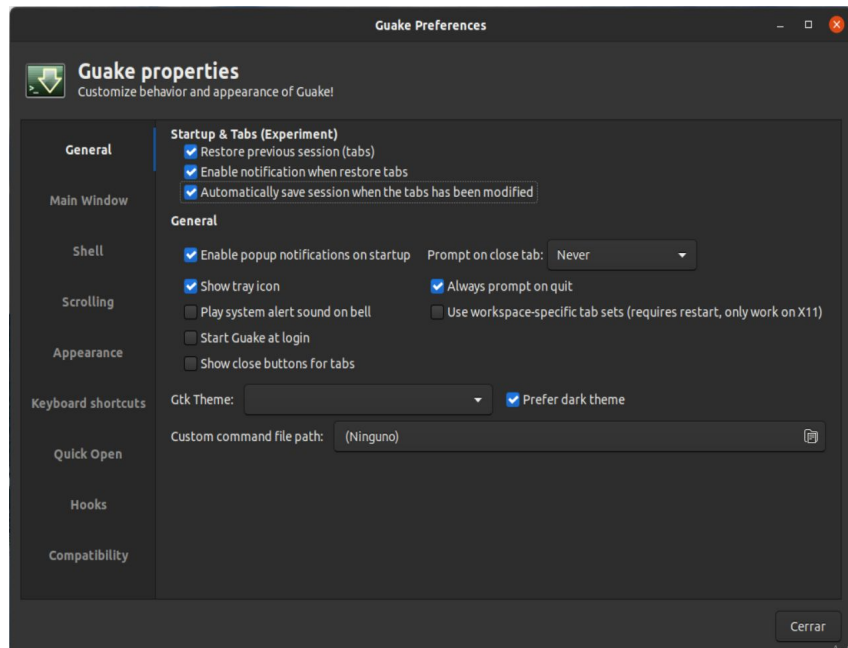 Guake Preferences
Guake properties
Customize behavior and appearance of Guake!
General
Main Window
Shell
Scrolling
Appearance
Keyboard shortcuts
Quick Open
Hooks
Compatibility
Startup & Tabs (Experiment)
Restore previous session (tabs)
Enable notification when restore tabs
Automatically save session when the tabs has been modified
General
Enable popup notifications on startup Prompt on close tab: Never
Show tray icon Always prompt on quit
Play system alert sound on bell Use workspace-specific tab sets (requires restart, only work on X11)
Start Guake at login
Show close buttons for tabs
Gtk Theme: Prefer dark theme
Custom command file path: (Ninguno)
Cerrar